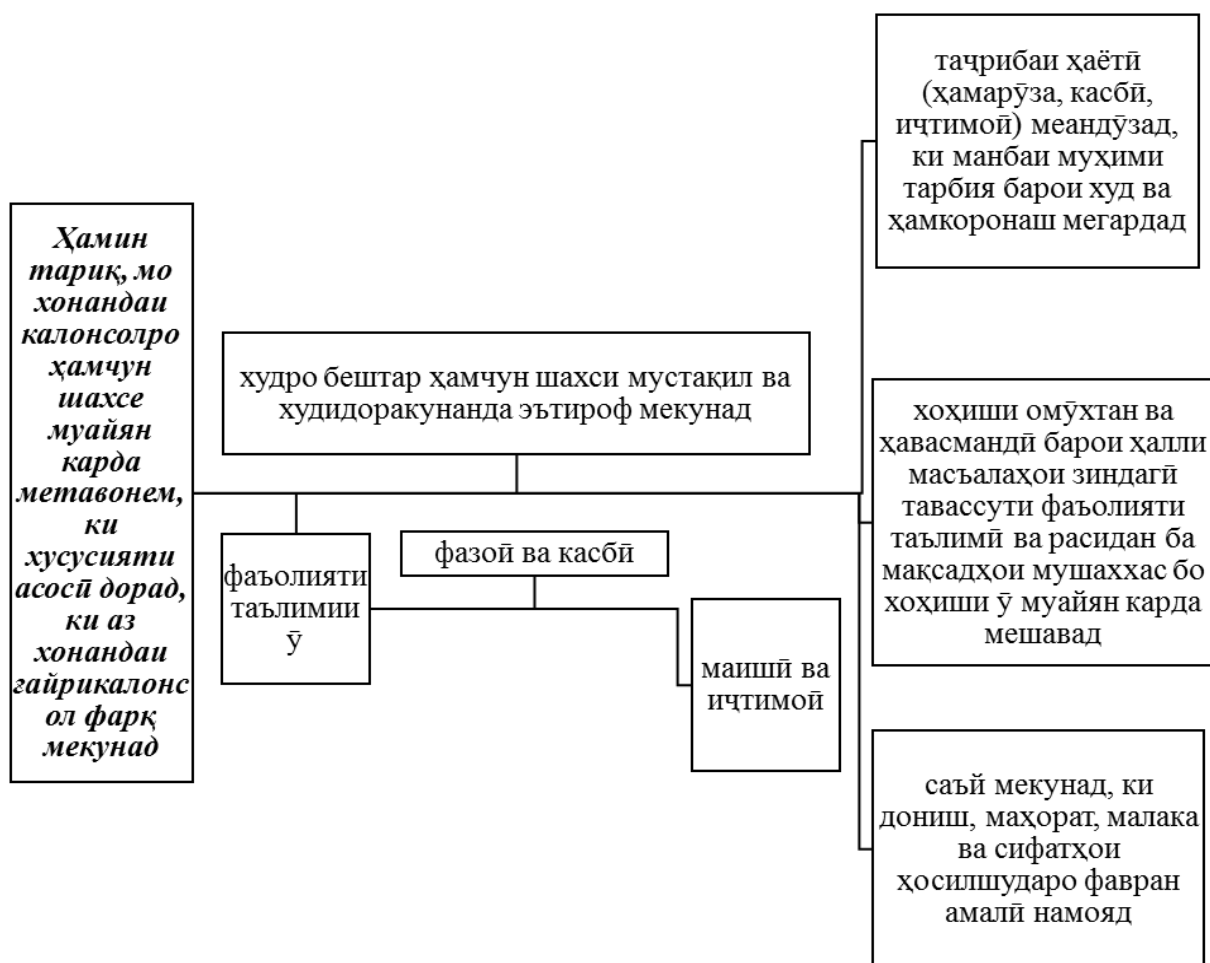 Ҳамин
тариқ, мо
хонандаи
калонсолро
ҳамчун
шахсе
муайян
карда
метавонем,
ки
хусусияти
асосӣ дорад,
ки аз
хонандаи
ғайрикалонс
ол фарқ
мекунад
худро бештар ҳамчун шахси мустақил ва
худидоракунанда эътироф мекунад
фаъолияти
таълимии
ӯ
фазоӣ ва касбӣ
маишӣ ва
иҷтимоӣ
таҷрибаи ҳаётӣ
(ҳамарӯза, касбӣ,
иҷтимоӣ) меандӯзад,
ки манбаи муҳими
тарбия барои худ ва
ҳамкоронаш мегардад
хоҳиши омӯхтан ва
ҳавасмандӣ барои ҳалли
масъалаҳои зиндагӣ
тавассути фаъолияти
таълимӣ ва расидан ба
мақсадҳои мушаххас бо
хоҳиши ӯ муайян карда
мешавад
саъй мекунад, ки
дониш, маҳорат, малака
ва сифатҳои
ҳосилшударо фавран
амалӣ намояд